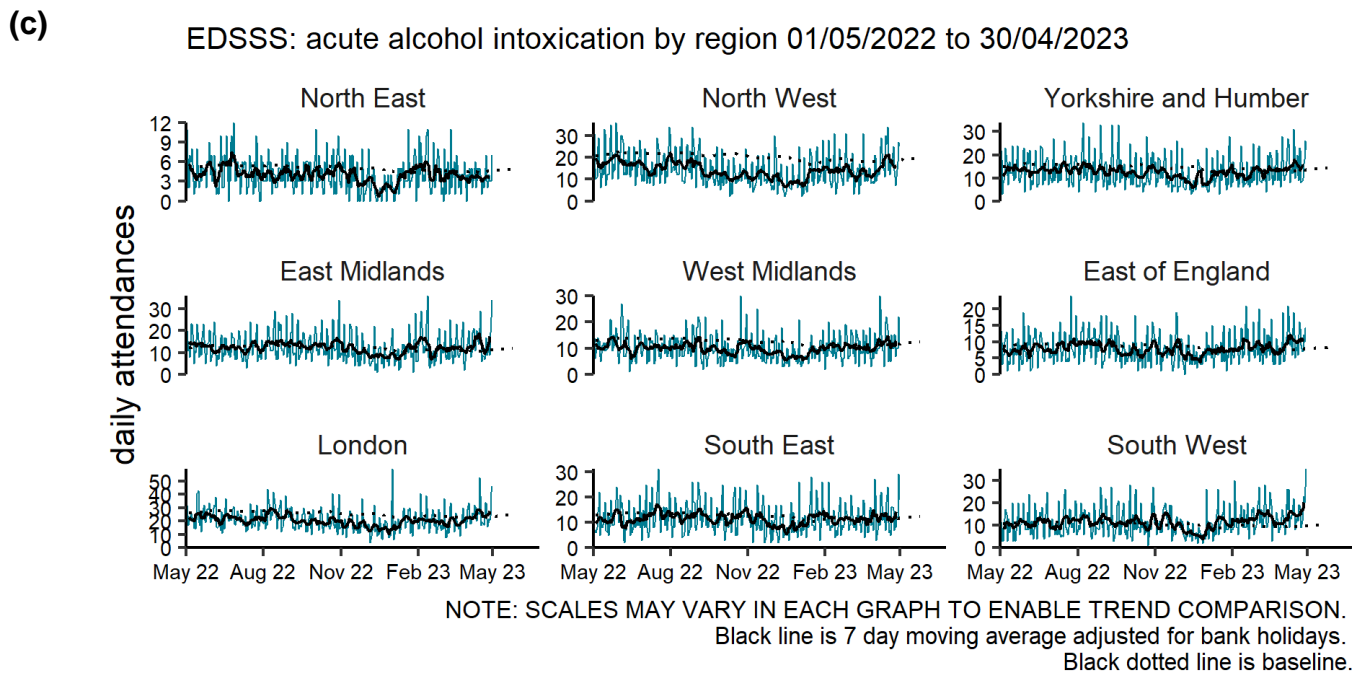 (c)
EDSSS: acute alcohol intoxication by region 01/05/2022 to 30/04/2023
daily attendances
North East
12
9
6
3
0
North West
30
20
10
0
Yorkshire and Humber
30
20
10
0
East Midlands
30
20
10
0
West Midlands
30
20
10
0
East of England
20
15
10
5
0
London
50
40
30
20
10
0
May 22 Aug 22 Nov 22 Feb 23 May 23
South East
30
20
10
0
May 22 Aug 22 Nov 22 Feb 23 May 23
South West
30
20
10
0
May 22 Aug 22 Nov 22 Feb 23 May 23
NOTE: SCALES MAY VARY IN EACH GRAPH TO ENABLE TREND COMPARISON.
Black line is 7 day moving average adjusted for bank holidays.
Black dotted line is baseline.